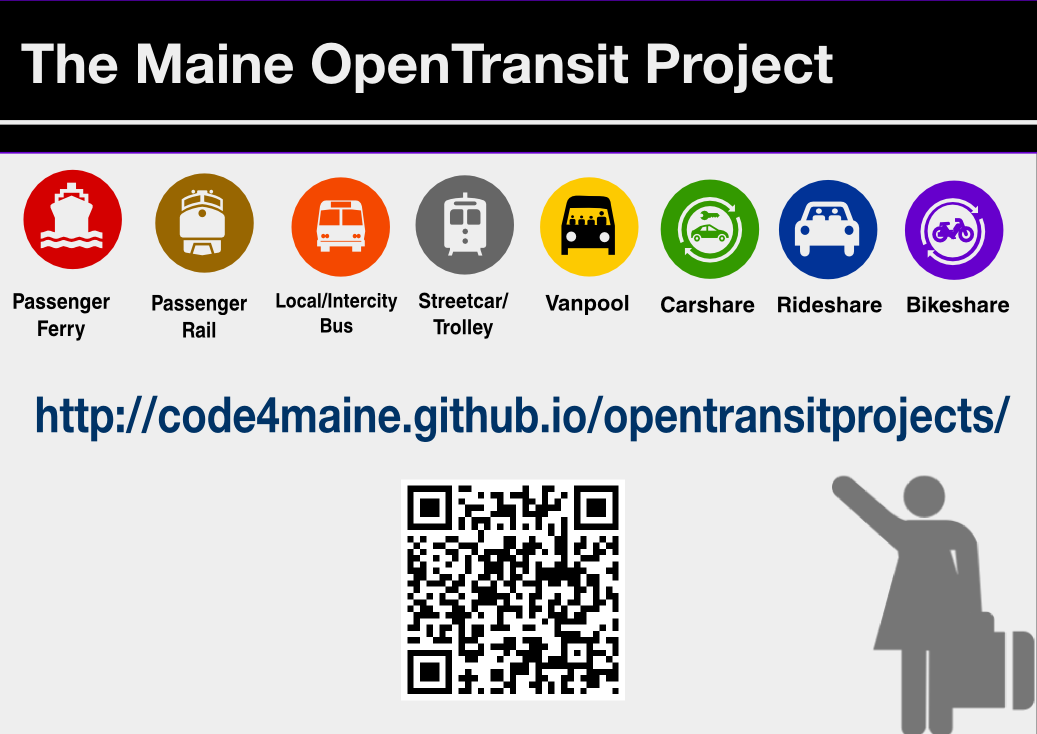 The Maine OpenTransit Project
Passenger
Ferry
Passenger
Rail
Local/Intercity
Bus
Streetcar/
Trolley
Vanpool
Carshare
Rideshare
Bikeshare
http://code4maine.github.io/opentransitprojects/